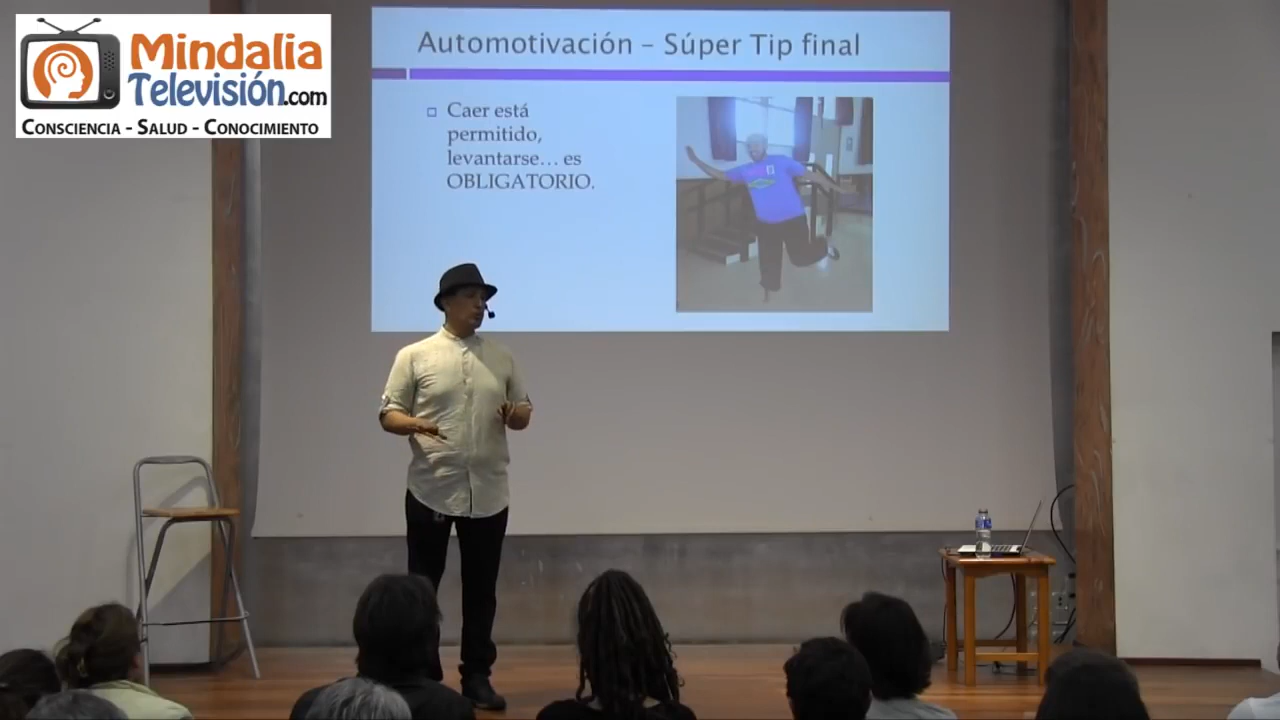 Mindalia
Televisión.com
CONSCIENCIA - SALUD - CONOCIMIENTO
Automotivación – Súper Tip final
Caer está
permitido,
levantarse... es
OBLIGATORIO.